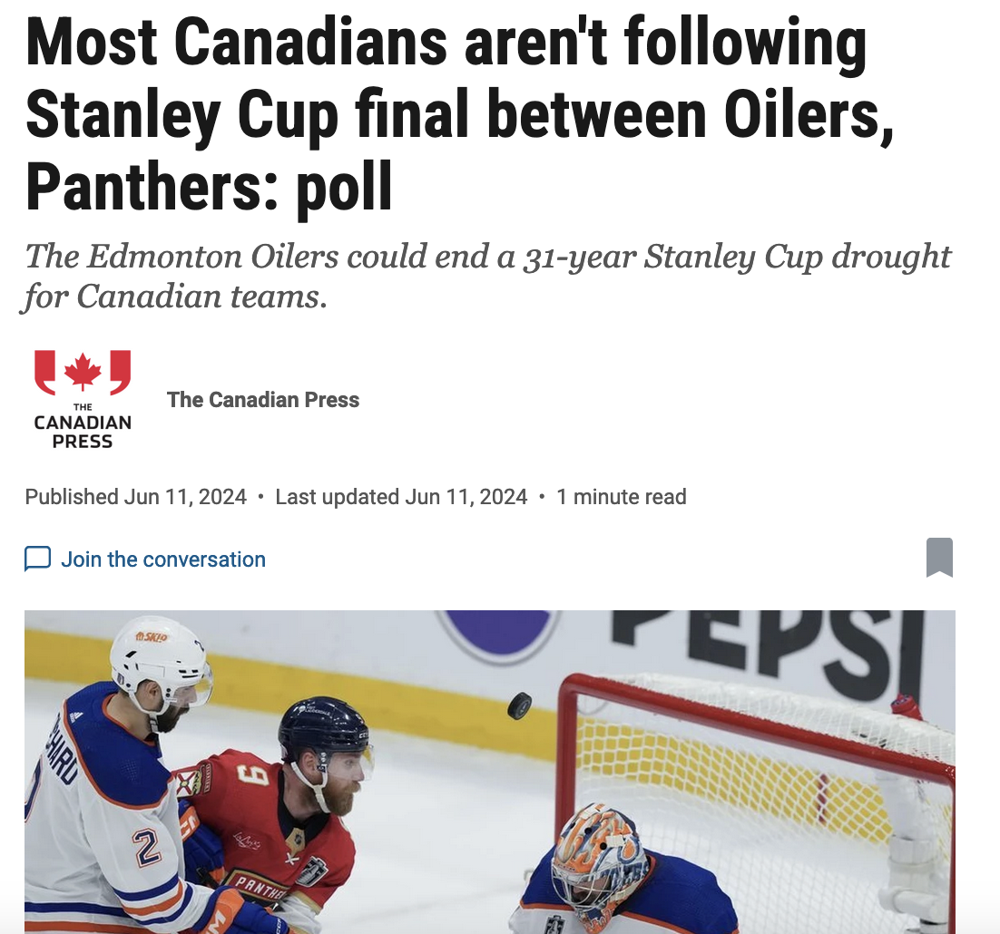 Most Canadians aren't following
Stanley Cup final between Oilers,
Panthers: poll
The Edmonton Oilers could end a 31-year Stanley Cup drought
for Canadian teams.
THE
CANADIAN
PRESS
The Canadian Press
Published Jun 11, 2024 • Last updated Jun 11, 2024 • 1 minute read
Join the conversation
PEPSI
SKIP
CHARD
9
2
PANTHE